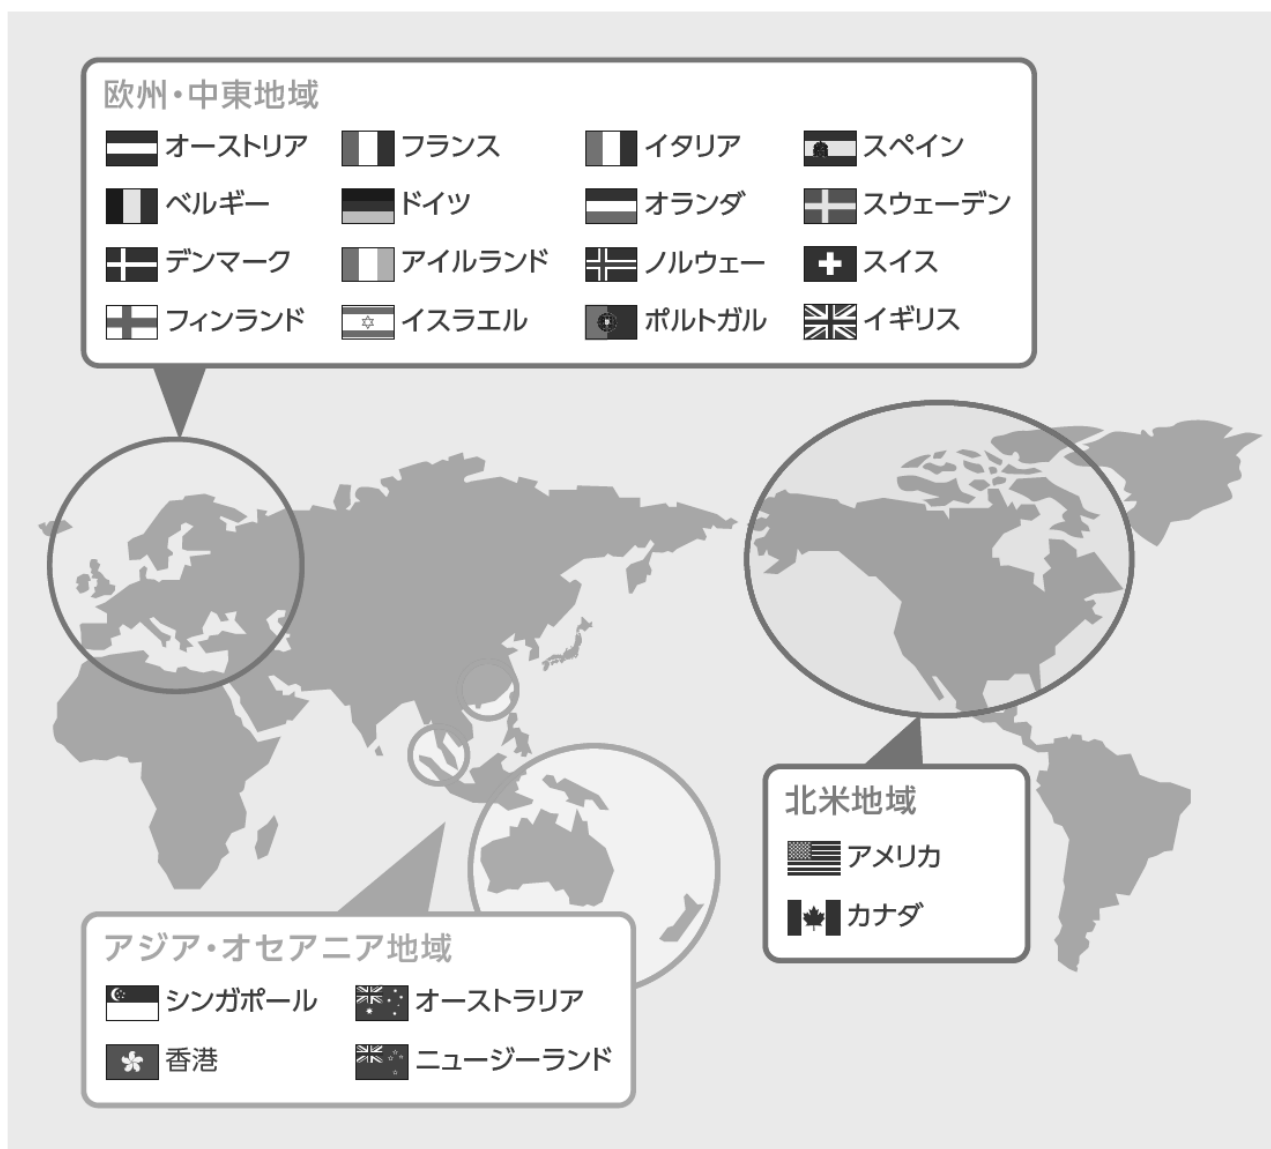 欧州・中東地域
オーストリア フランス イタリア スペイン
ベルギー ドイツ オランダ スウェーデン
デンマーク アイルランド ノルウェー スイス
フィンランド イスラエル ポルトガル イギリス
北米地域
アメリカ
カナダ
アジア・オセアニア地域
シンガポール オーストラリア
香港 ニュージーランド